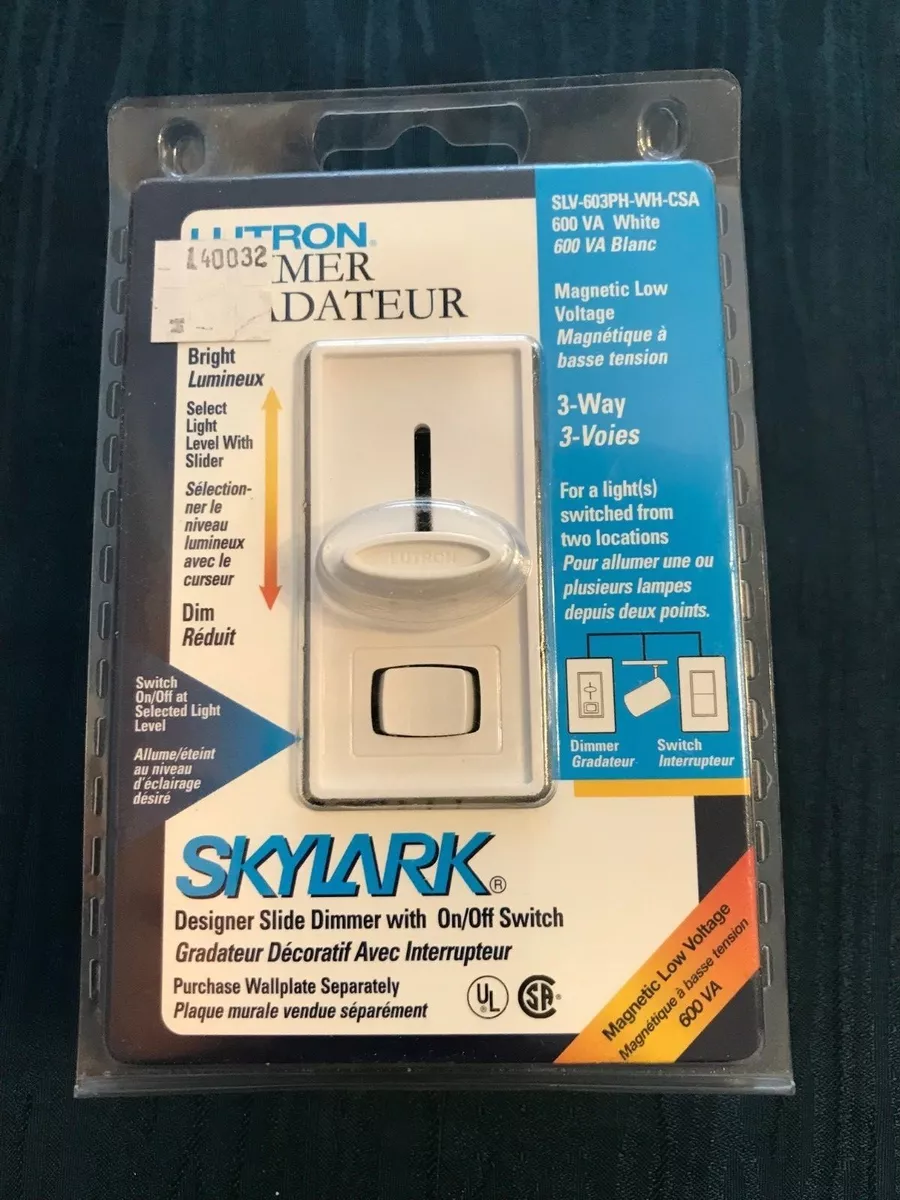 SLV-603PH-WH-CSA
600 VA White
600 VA Blanc
LUTRON®
140032
MER
ADATEUR
Magnetic Low
Voltage
Magnétique à
basse tension
3-Way
3-Voies
For a light(s)
switched from
two locations
Pour allumer une ou
plusieurs lampes
depuis deux points.
Dimmer
Gradateur
Switch
Interrupteur
Bright
Lumineux
Select
Light
Level With
Slider
Sélection-
ner le
niveau
lumineux
avec le
curseur
Dim
Réduit
LUTRON
Switch
On/Off at
Selected Light
Level
Allume/éteint
au niveau
d'éclairage
désiré
SKYLARK®
Designer Slide Dimmer with On/Off Switch
Gradateur Décoratif Avec Interrupteur
Purchase Wallplate Separately
Plaque murale vendue séparément
UL
SA
Magnetic Low Voltage
Magnétique à basse tension
600 VA